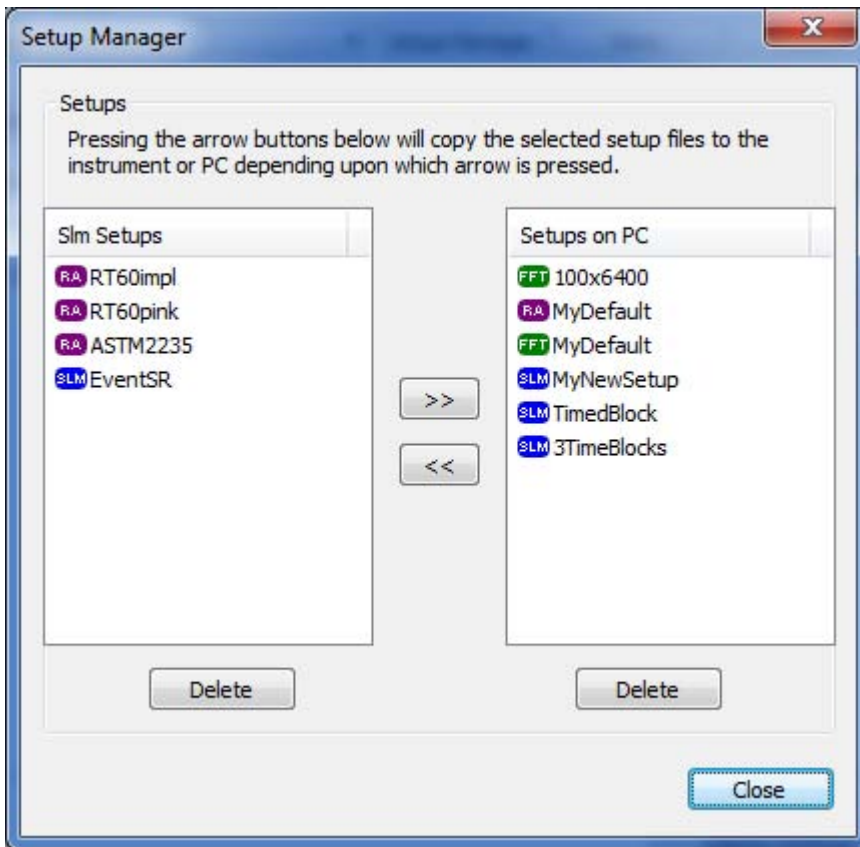 Setup Manager
Setups
Pressing the arrow buttons below will copy the selected setup files to the
instrument or PC depending upon which arrow is pressed.
Slm Setups
RA RT60impl
RA RT60pink
RA ASTM2235
SLM EventSR
>>
<<
Setups on PC
FFT 100x6400
RA MyDefault
FFT MyDefault
SLM MyNewSetup
SLM TimedBlock
SLM 3TimeBlocks
Delete
Delete
Close